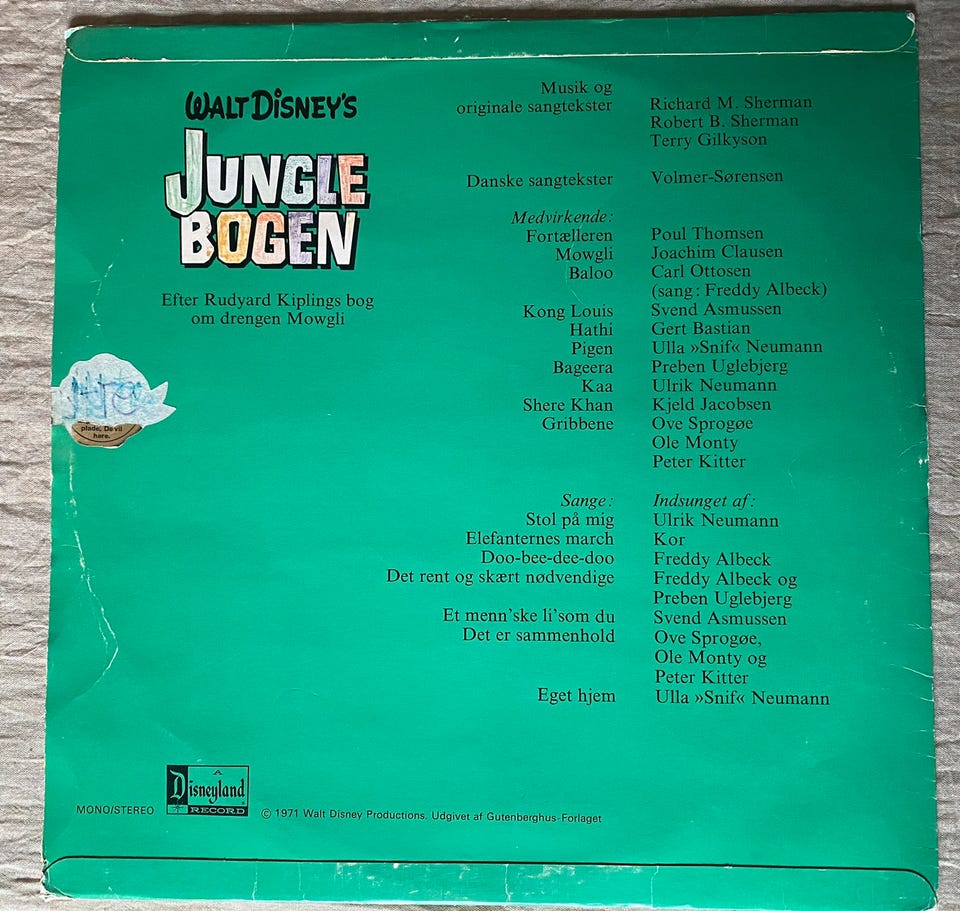 WALT DISNEY'S
JUNGLE
BOGEN
Efter Rudyard Kiplings bog
om drengen Mowgli
Musik og
originale sangtekster Richard M. Sherman
Robert B. Sherman
Terry Gilkyson
Danske sangtekster Volmer-Sørensen
Medvirkende:
Fortælleren Poul Thomsen
Mowgli Joachim Clausen
Baloo Carl Ottosen
(sang: Freddy Albeck)
Kong Louis Svend Asmussen
Hathi Gert Bastian
Pigen Ulla »Snif« Neumann
Bageera Preben Uglebjerg
Kaa Ulrik Neumann
Shere Khan Kjeld Jacobsen
Gribbene Ove Sprogøe
Ole Monty
Peter Kitter
Sange: Indsunget af:
Stol på mig Ulrik Neumann
Elefanternes march Kor
Doo-bee-dee-doo Freddy Albeck
Det rent og skært nødvendige Freddy Albeck og
Preben Uglebjerg
Et menn'ske li'som du Svend Asmussen
Det er sammenhold Ove Sprogøe,
Ole Monty og
Peter Kitter
Eget hjem Ulla »Snif« Neumann
plade, De vil
høre.
MONO/STEREO
A
Disneyland
RECORD
© 1971 Walt Disney Productions. Udgivet af Gutenberghus-Forlaget